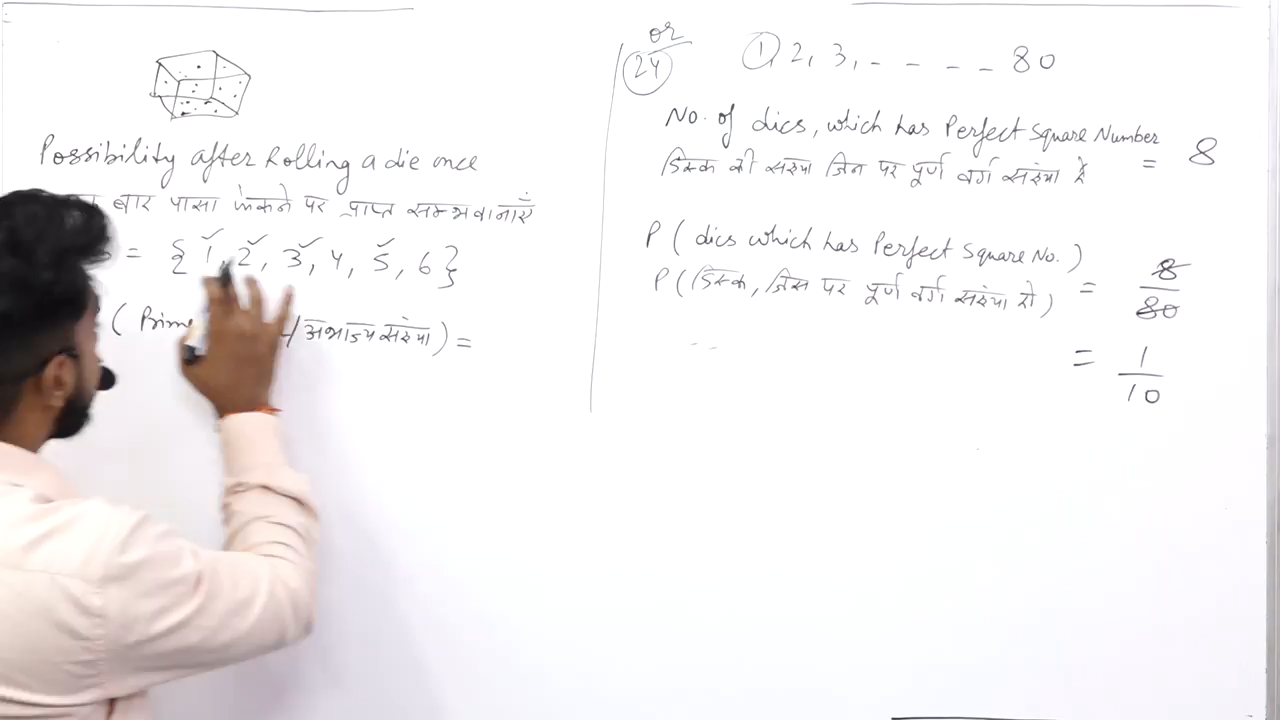 Possibility after Rolling a die once
बार पासा फेंकने पर प्राप्त सम्भवानाएं
= {1, 2, 3, 4, 5, 6}
( Prime / अभाज्य संख्या ) =
or
24
1, 2, 3, - - - - 80
No. of dics, which has Perfect Square Number
डिस्क की संख्या जिन पर पूर्ण वर्ग संख्या है = 8
P ( dics which has Perfect Square No. )
P ( डिस्क, जिस पर पूर्ण वर्ग संख्या हो ) = 8/80
= 1/10